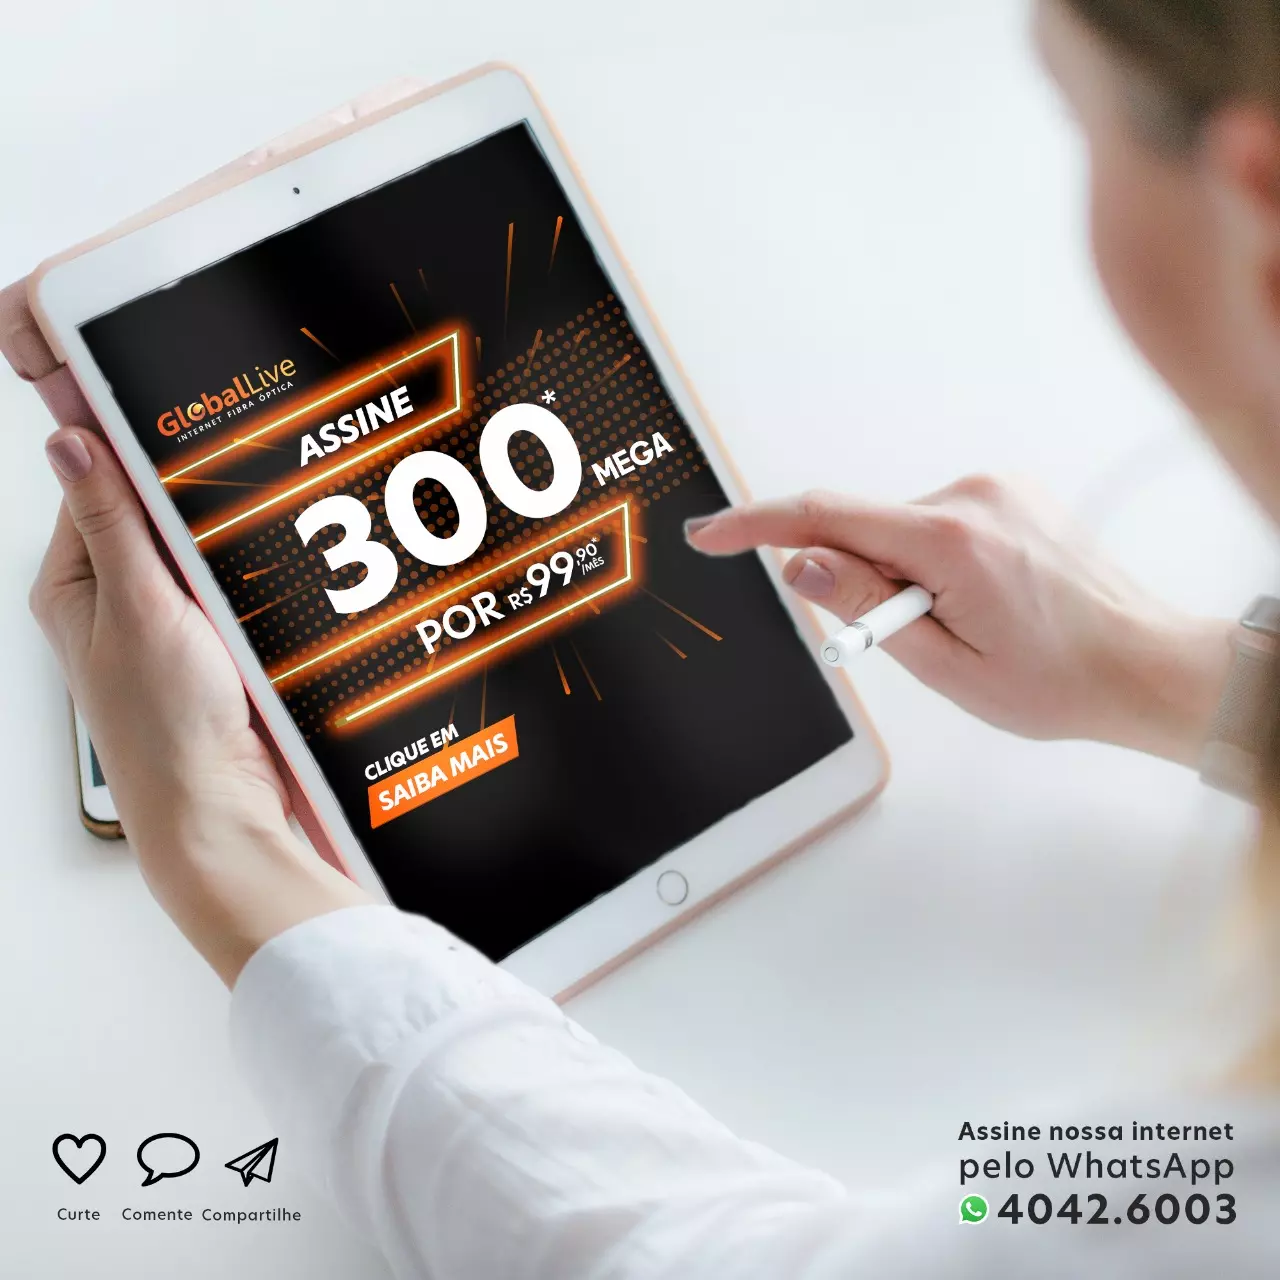 GlobalLive
INTERNET FIBRA ÓPTICA
ASSINE
300*
MEGA
POR R$99,90*
/MÊS
CLIQUE EM
SAIBA MAIS
Curte
Comente
Compartilhe
Assine nossa internet
pelo WhatsApp
4042.6003